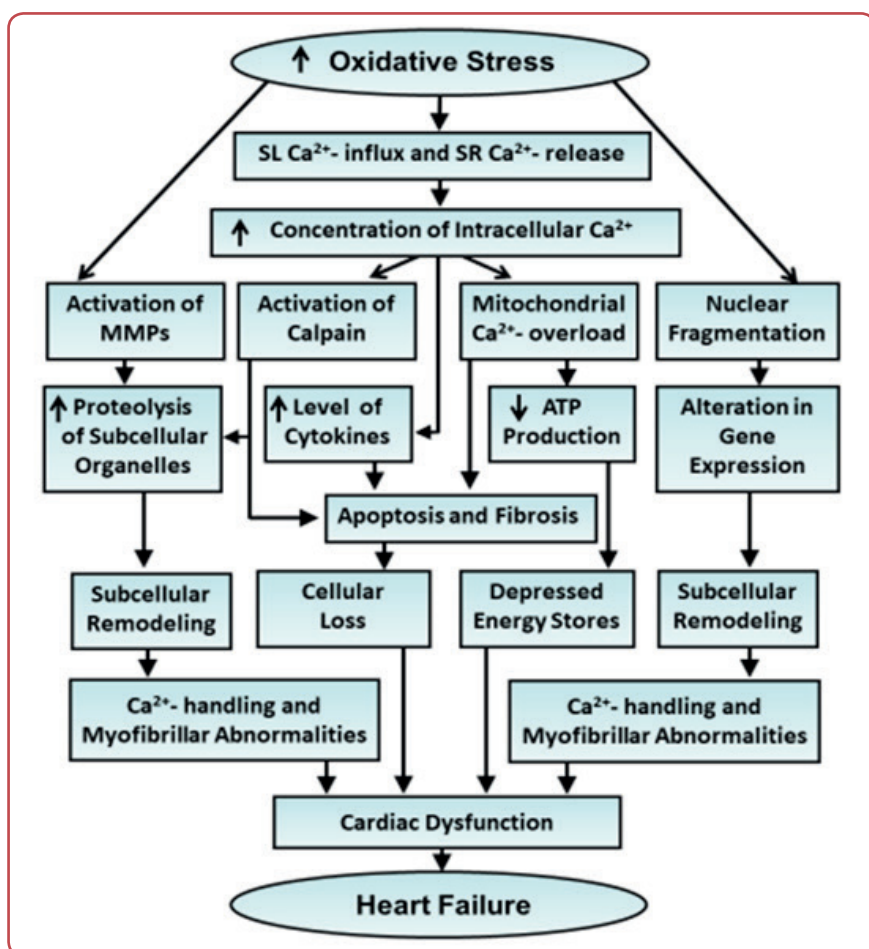 ↑ Oxidative Stress
SL Ca²⁺- influx and SR Ca²⁺- release
↑ Concentration of Intracellular Ca²⁺
Activation of
MMPs
Activation of
Calpain
Mitochondrial
Ca²⁺- overload
Nuclear
Fragmentation
↑ Proteolysis
of Subcellular
Organelles
↑ Level of
Cytokines
↓ ATP
Production
Alteration in
Gene
Expression
Apoptosis and Fibrosis
Subcellular
Remodeling
Cellular
Loss
Depressed
Energy Stores
Subcellular
Remodeling
Ca²⁺- handling and
Myofibrillar Abnormalities
Ca²⁺- handling and
Myofibrillar Abnormalities
Cardiac Dysfunction
Heart Failure